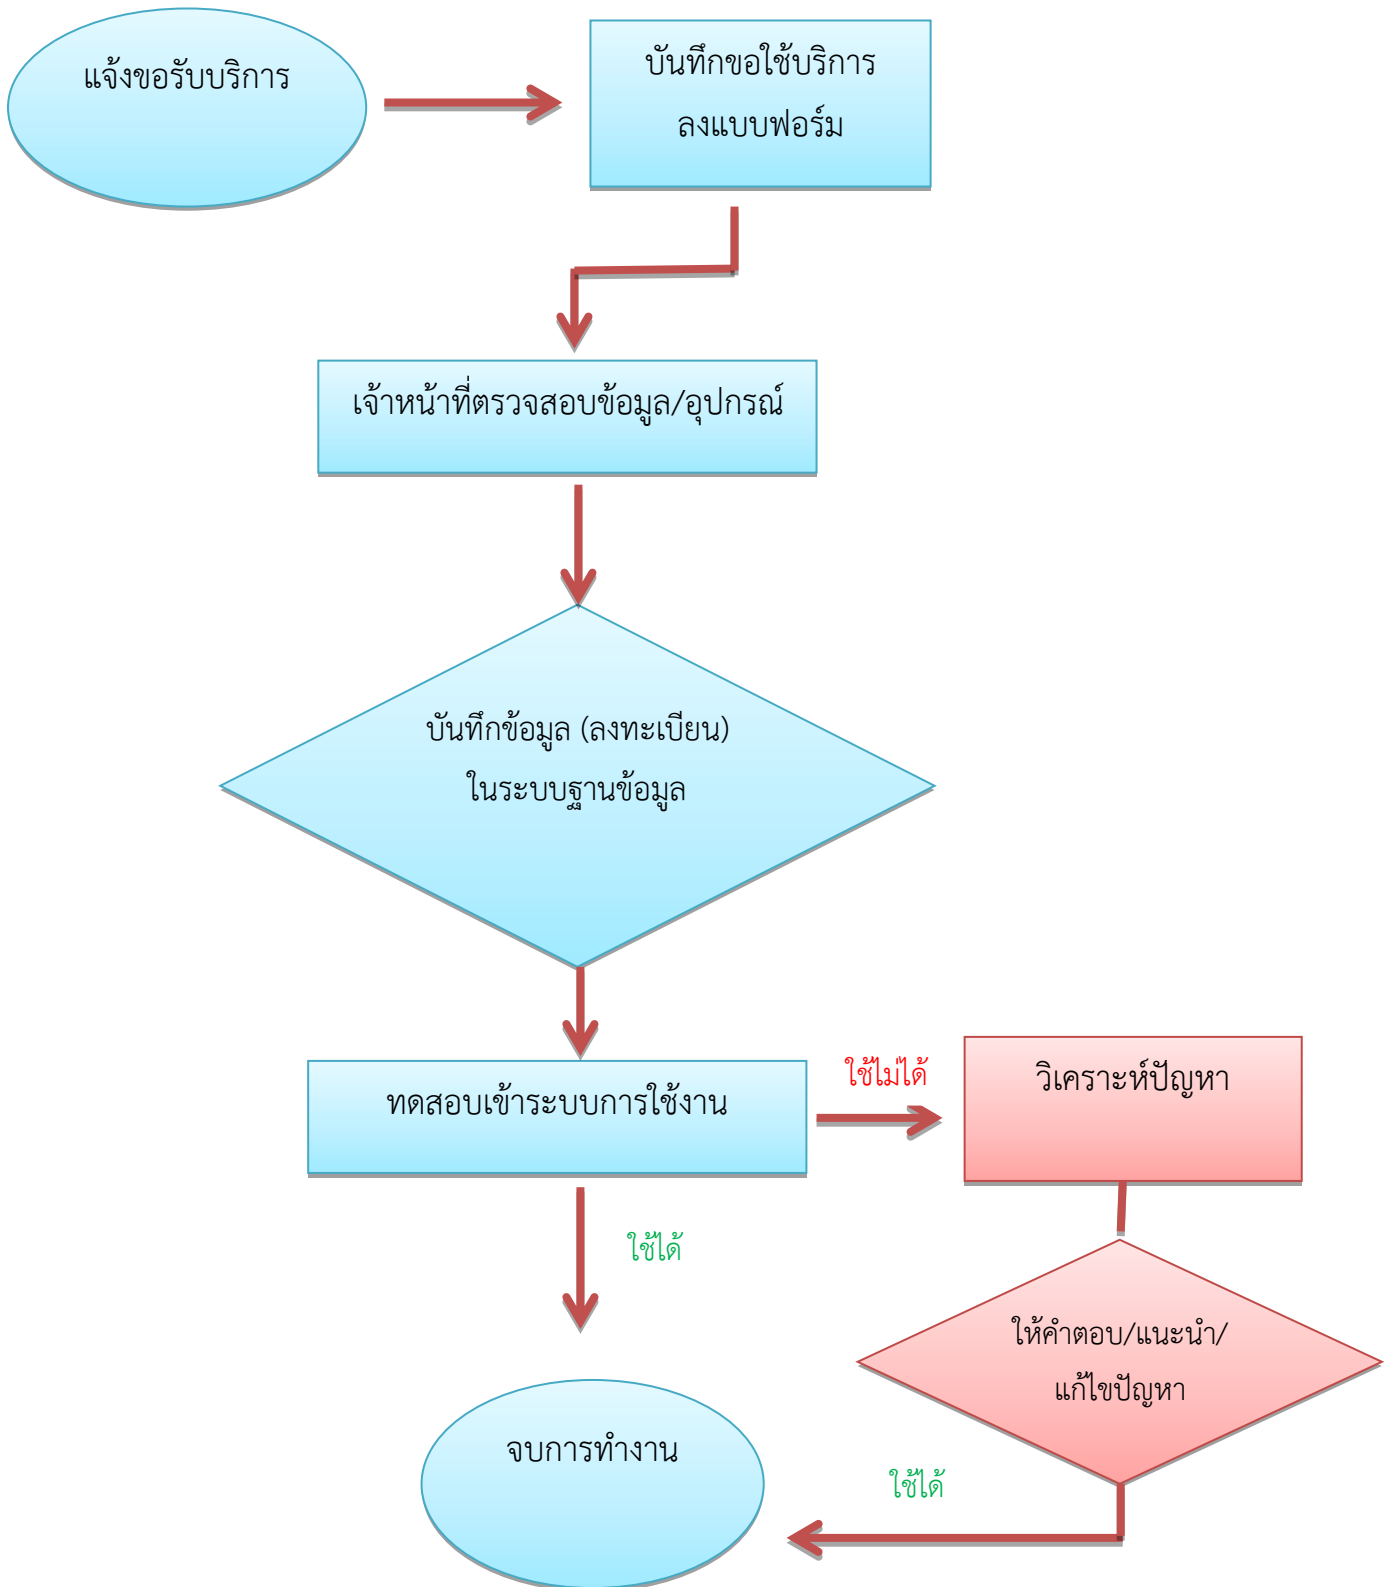 แจ้งขอรับบริการ
บันทึกขอใช้บริการ
ลงแบบฟอร์ม
เจ้าหน้าที่ตรวจสอบข้อมูล/อุปกรณ์
บันทึกข้อมูล (ลงทะเบียน)
ในระบบฐานข้อมูล
ทดสอบเข้าระบบการใช้งาน
ใช้ไม่ได้
วิเคราะห์ปัญหา
ใช้ได้
ให้คำตอบ/แนะนำ/
แก้ไขปัญหา
จบการทำงาน
ใช้ได้